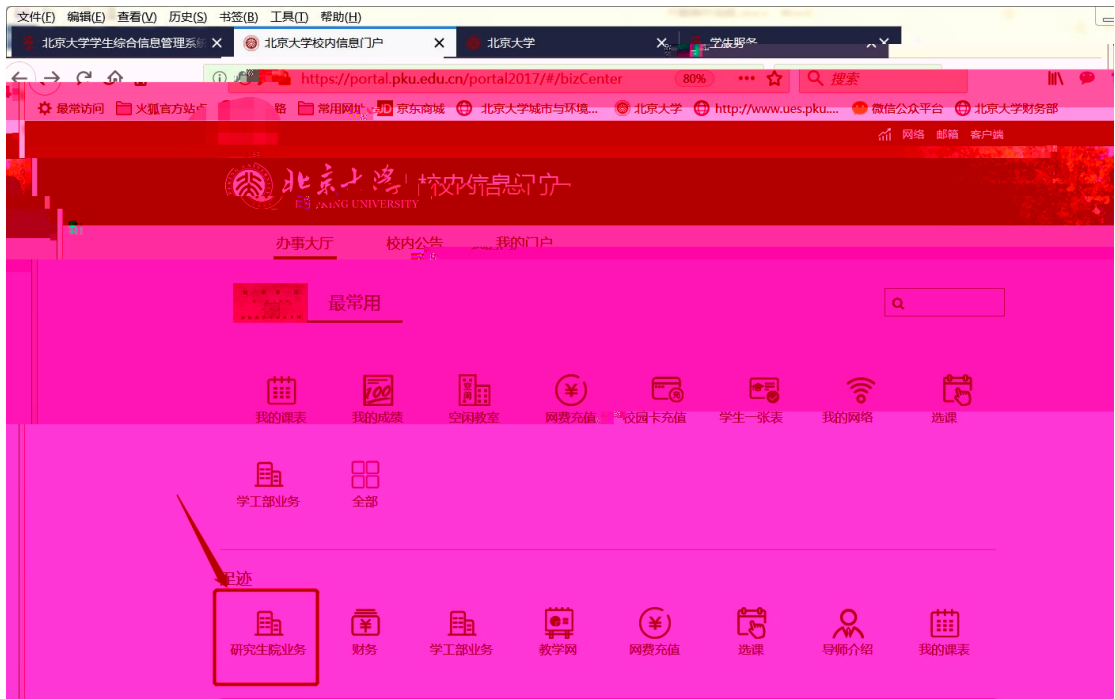 文件(F) 编辑(E) 查看(V) 历史(S) 书签(B) 工具(T) 帮助(H)
北京大学学生综合信息管理系统 北京大学校内信息门户 北京大学
https://portal.pku.edu.cn/portal2017/#/bizCenter 80% 搜索
最常访问 火狐官方站点 常用网址 JD 京东商城 北京大学城市与环境... 北京大学 http://www.ues.pku.... 微信公众平台 北京大学财务部
网络 邮箱 客户端
北京大学 校内信息门户
PEKING UNIVERSITY
办事大厅 校内公告 我的门户
最常用
100
我的课表 我的成绩 空闲教室 网费充值 校园卡充值 学生一张表 我的网络 选课
学工部业务 全部
足迹
研究生院业务 财务 学工部业务 教学网 网费充值 选课 导师介绍 我的课表